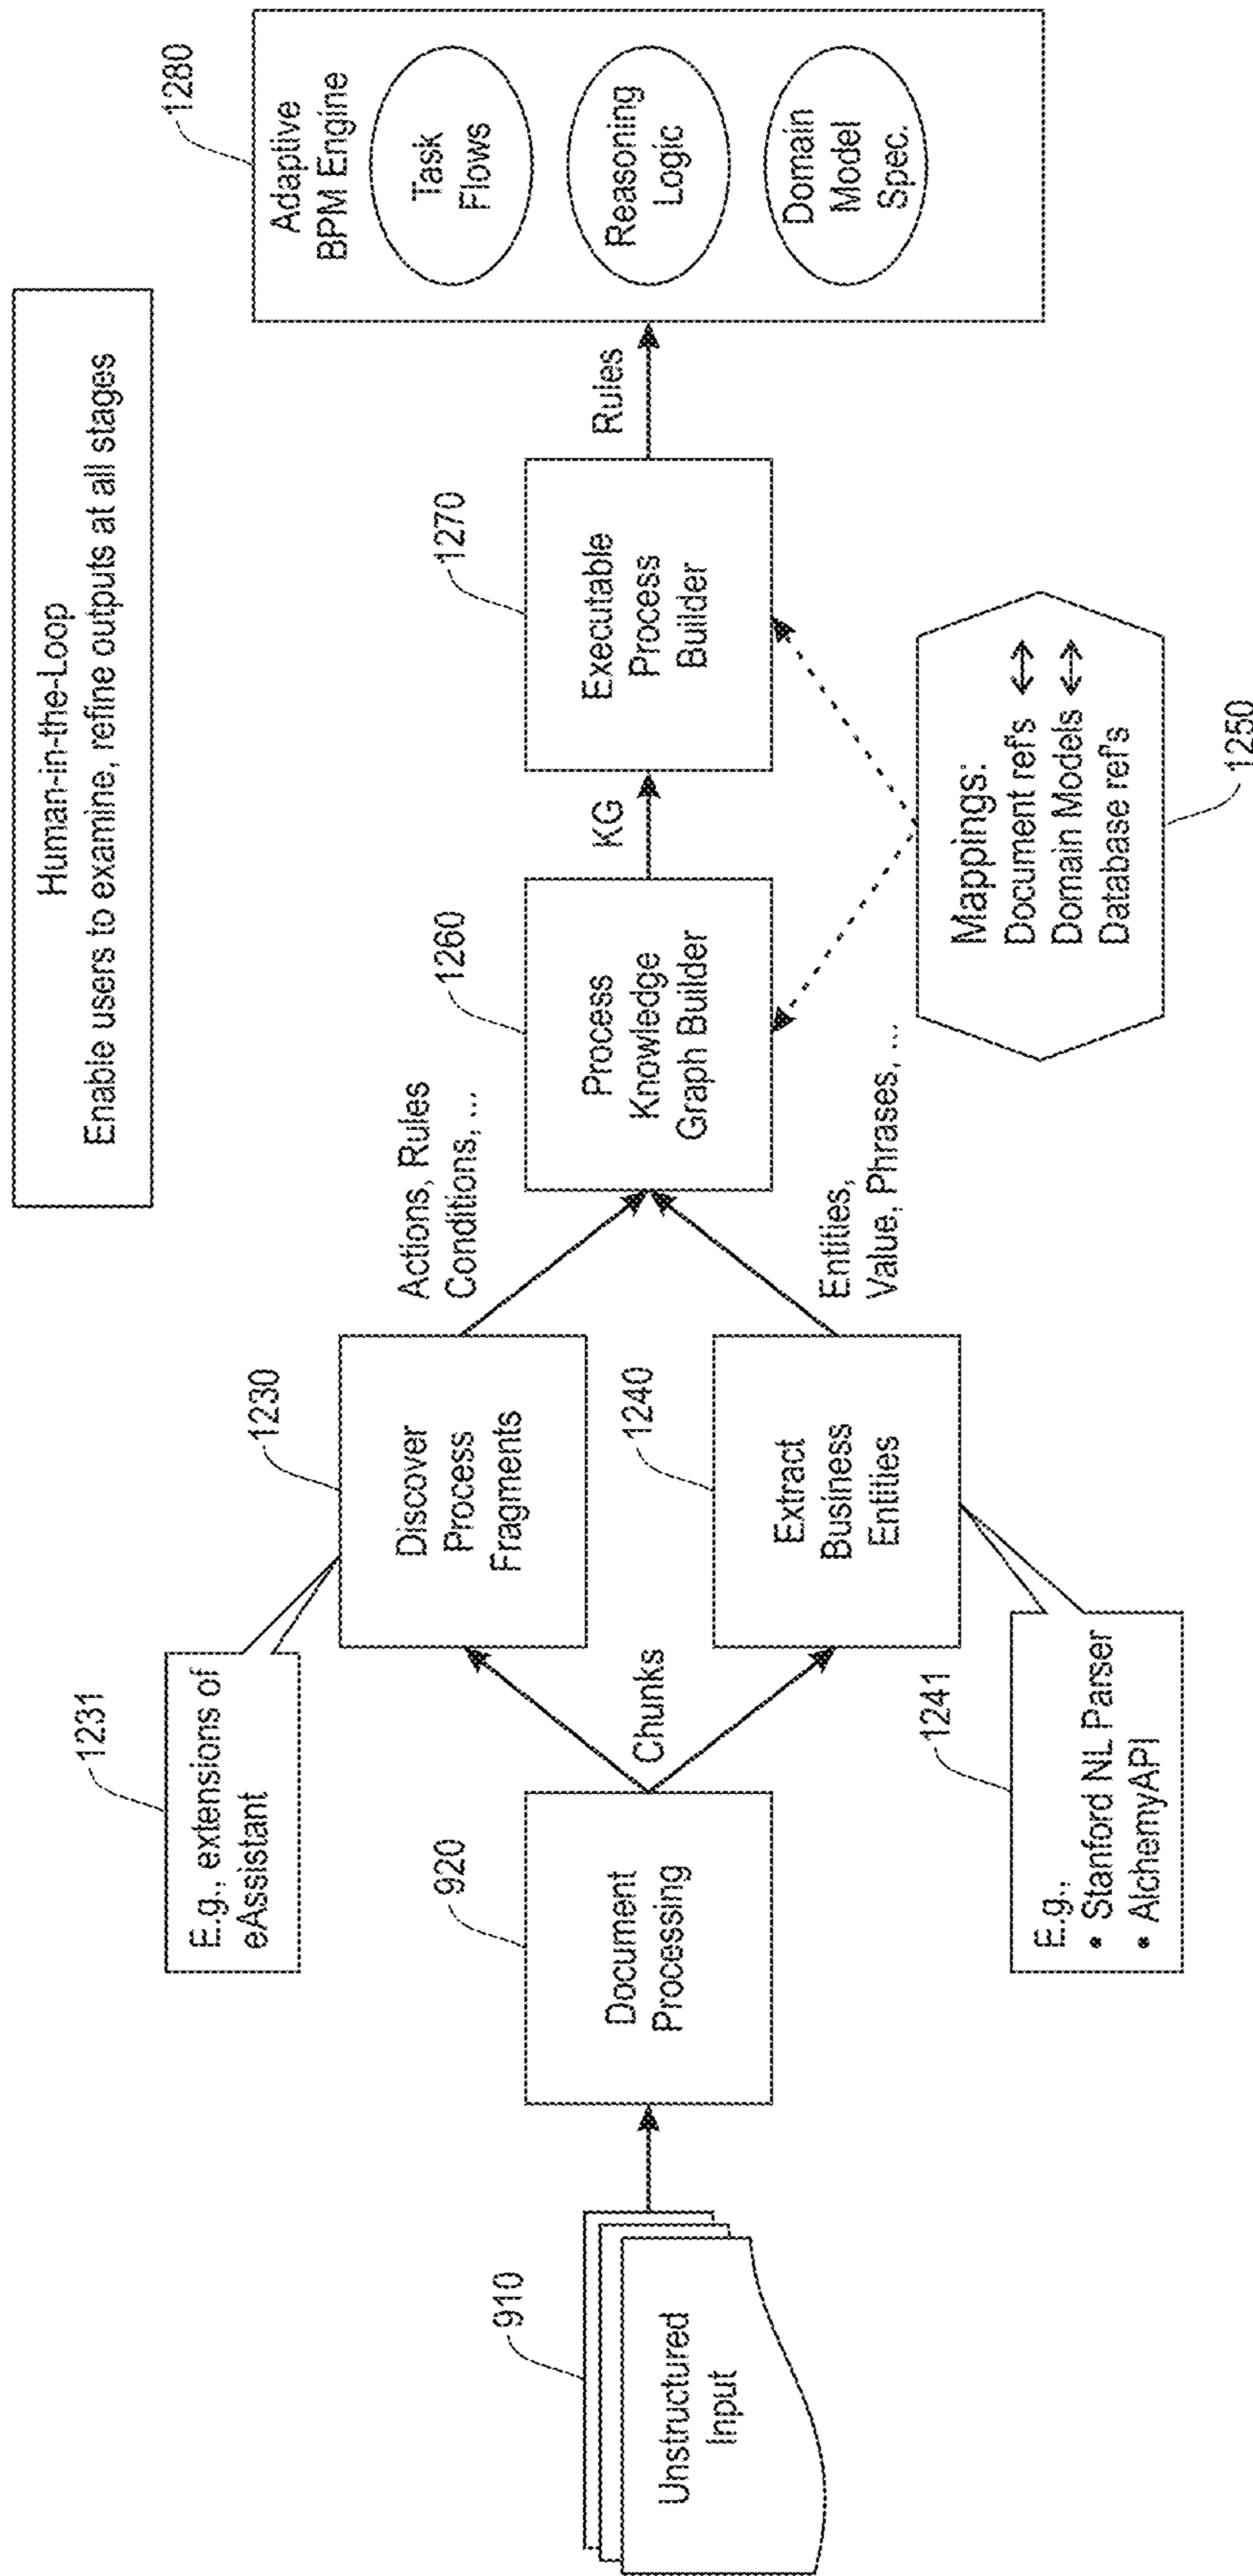 Human-in-the-Loop
Enable users to examine, refine outputs at all stages
910
Unstructured
Input
920
Document
Processing
Chunks
1231
E.g., extensions of
eAssistant
1230
Discover
Process
Fragments
1240
Extract
Business
Entities
1241
E.g.,
• Stanford NL Parser
• AlchemyAPI
Actions, Rules
Conditions, ...
Entities,
Value, Phrases, ...
1260
Process
Knowledge
Graph Builder
KG
1270
Executable
Process
Builder
Mappings:
Document ref's
Domain Models
Database ref's
1250
Rules
1280
Adaptive
BPM Engine
Task
Flows
Reasoning
Logic
Domain
Model
Spec.